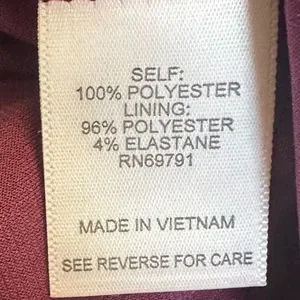 SELF:
100% POLYESTER
LINING:
96% POLYESTER
4% ELASTANE
RN69791
MADE IN VIETNAM
SEE REVERSE FOR CARE